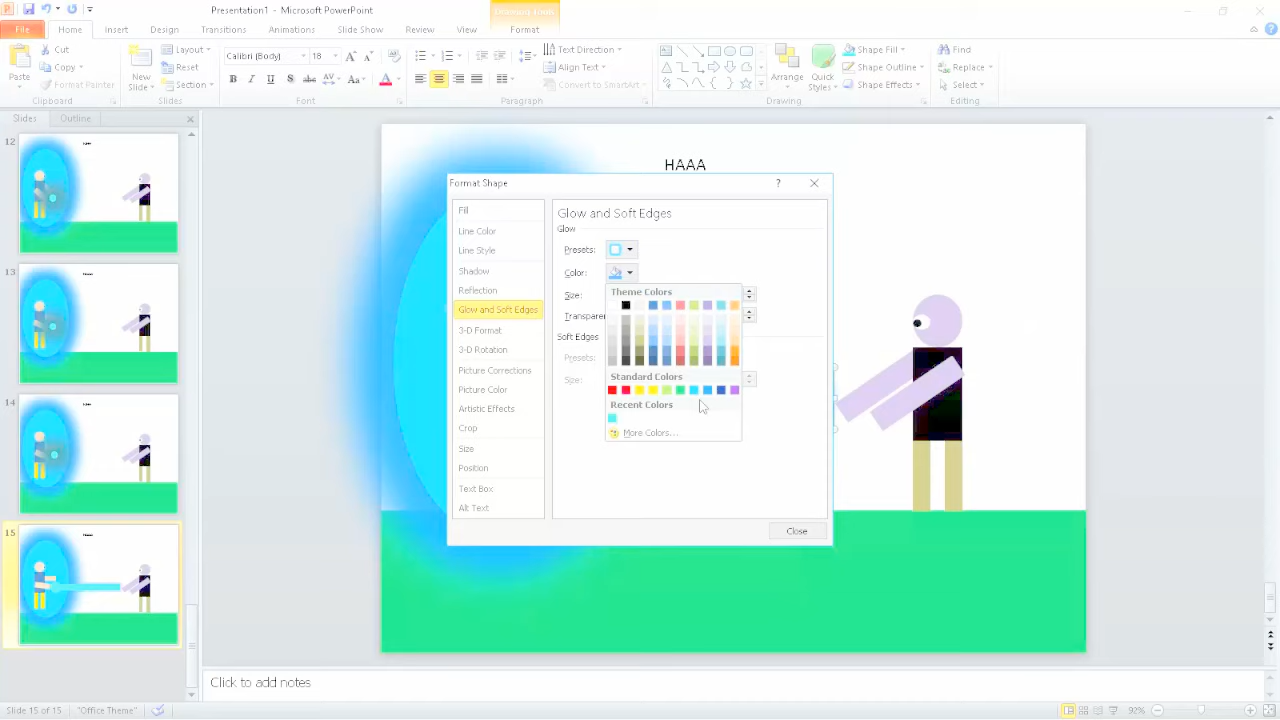 Presentation1 - Microsoft PowerPoint
Drawing Tools
File Home Insert Design Transitions Animations Slide Show Review View Format
Paste
Cut
Copy
Format Painter
Clipboard
New
Slide
Layout
Reset
Section
Slides
Calibri (Body) 18
B I U S abc AV Aa A
Font
Text Direction
Align Text
Convert to SmartArt
Paragraph
Arrange
Quick
Styles
Shape Fill
Shape Outline
Shape Effects
Drawing
Find
Replace
Select
Editing
Slides Outline
12
13
14
15
HAAA
Format Shape
Fill
Line Color
Line Style
Shadow
Reflection
Glow and Soft Edges
3-D Format
3-D Rotation
Picture Corrections
Picture Color
Artistic Effects
Crop
Size
Position
Text Box
Alt Text
Glow and Soft Edges
Glow
Presets:
Color:
Size:
Transparen
Soft Edges
Presets:
Size:
Theme Colors
Standard Colors
Recent Colors
More Colors...
Close
Click to add notes
Slide 15 of 15 "Office Theme" 92%